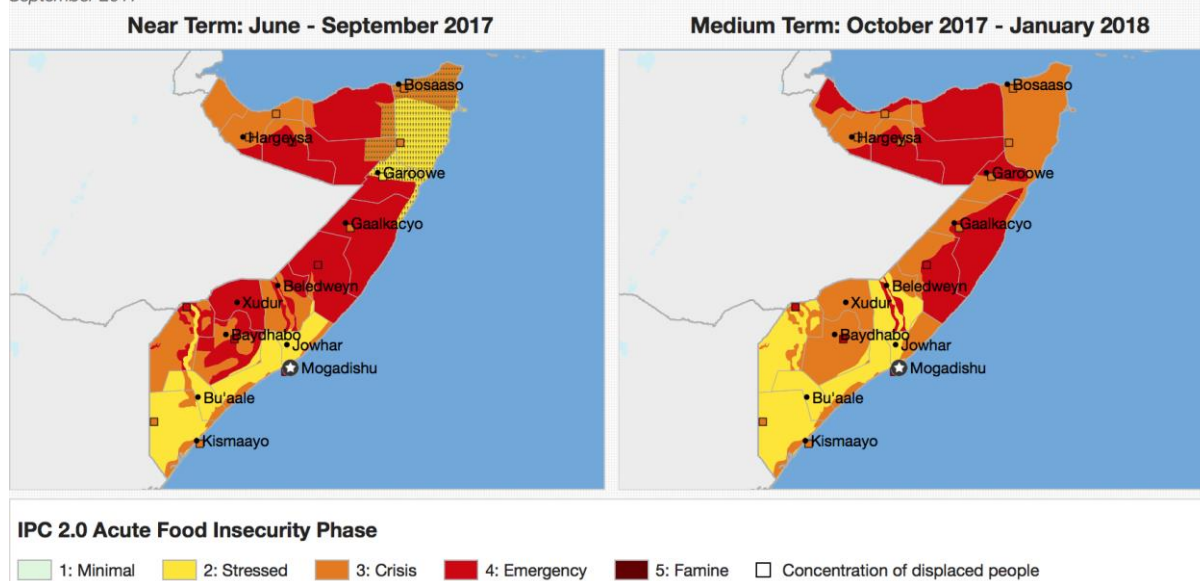 September 2017
Near Term: June - September 2017
Medium Term: October 2017 - January 2018
Bosaaso
Hargeysa
Garoowe
Gaalkacyo
Beledweyn
Xudur
Baydhabo
Jowhar
Mogadishu
Bu'aale
Kismaayo
Bosaaso
Hargeysa
Garoowe
Gaalkacyo
Beledweyn
Xudur
Baydhabo
Jowhar
Mogadishu
Bu'aale
Kismaayo
IPC 2.0 Acute Food Insecurity Phase
1: Minimal 2: Stressed 3: Crisis 4: Emergency 5: Famine Concentration of displaced people